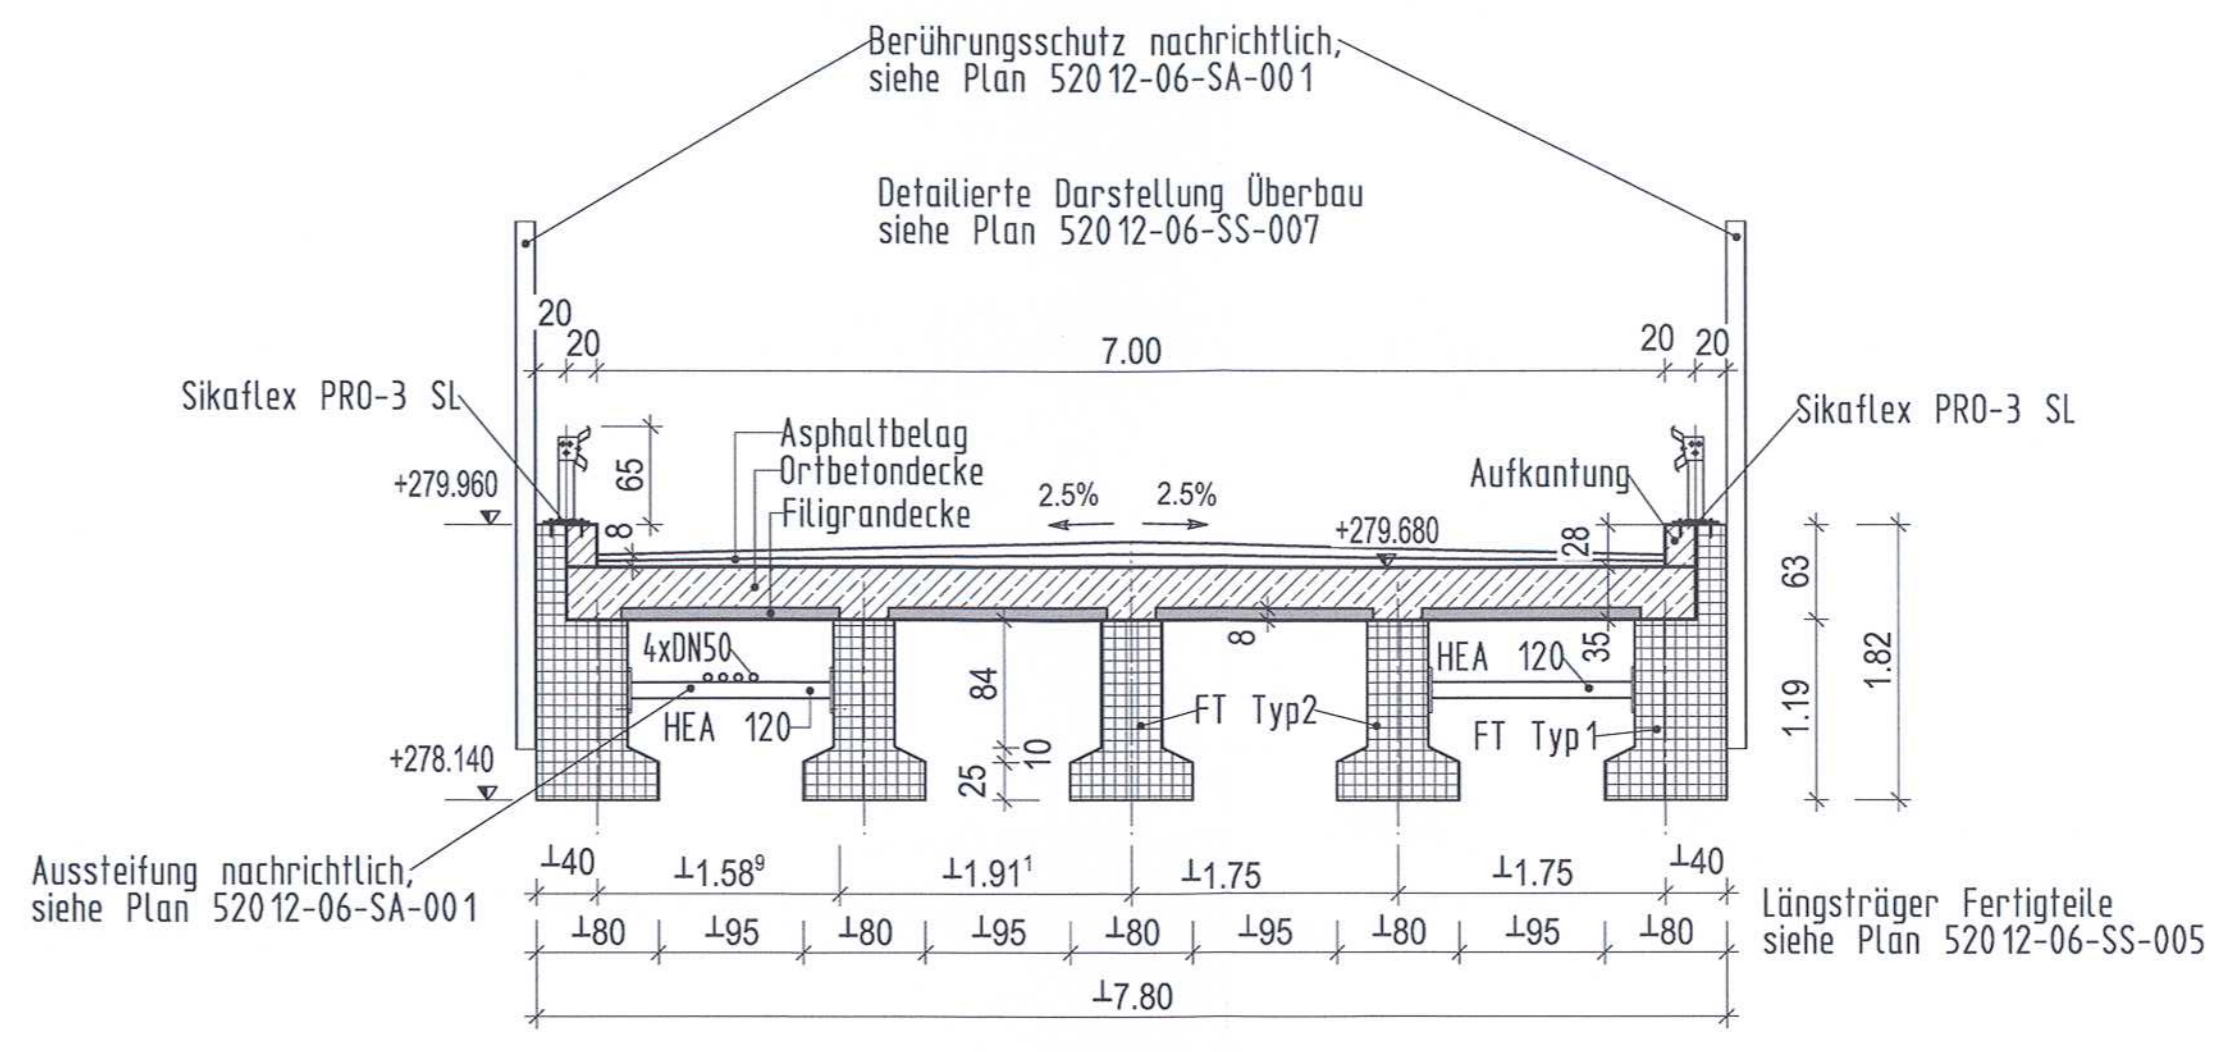 Berührungsschutz nachrichtlich,
siehe Plan 52012-06-SA-001
Detailierte Darstellung Überbau
siehe Plan 52012-06-SS-007
20
20
7.00
20
20
Sikaflex PRO-3 SL
Sikaflex PRO-3 SL
Asphaltbelag
Ortbetondecke
Filigrandecke
65
+279.960
8
2.5%
2.5%
+279.680
Aufkantung
28
63
4xDN50
8
35
HEA 120
84
1.82
HEA 120
FT Typ2
FT Typ1
1.19
+278.140
25
10
Aussteifung nachrichtlich,
siehe Plan 52012-06-SA-001
⊥40
⊥1.58⁹
⊥1.91¹
⊥1.75
⊥1.75
⊥40
Längsträger Fertigteile
siehe Plan 52012-06-SS-005
⊥80
⊥95
⊥80
⊥95
⊥80
⊥95
⊥80
⊥95
⊥80
⊥7.80